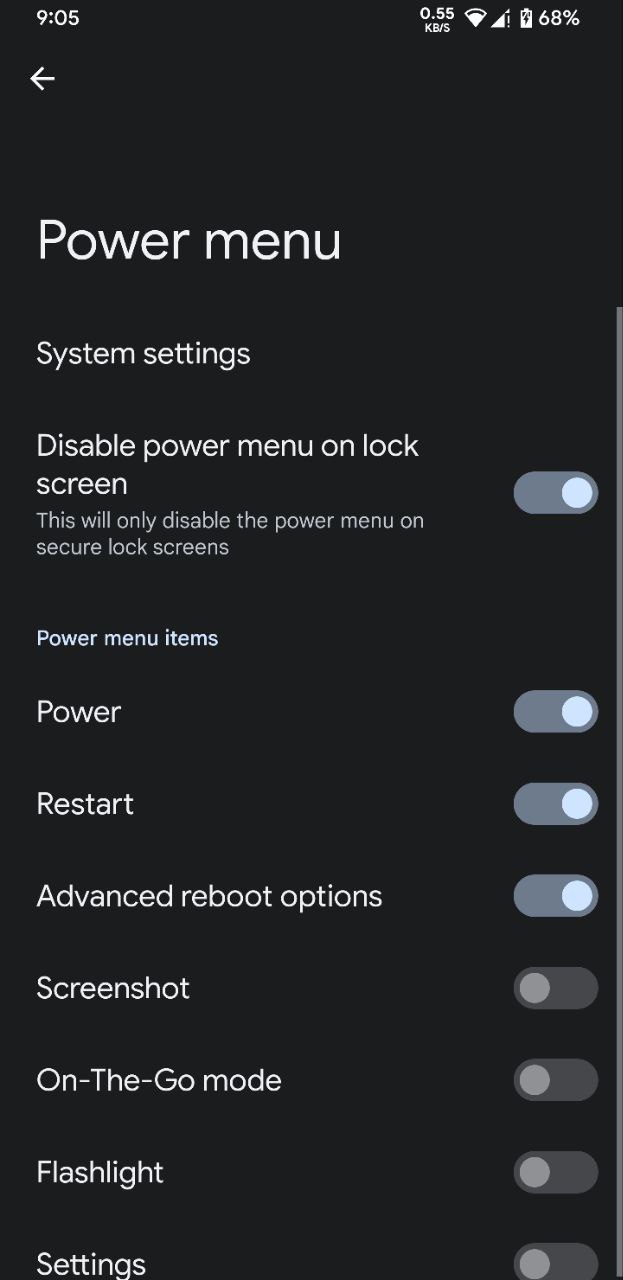 9:05
0.55
KB/S
68%
Power menu
System settings
Disable power menu on lock
screen
This will only disable the power menu on
secure lock screens
Power menu items
Power
Restart
Advanced reboot options
Screenshot
On-The-Go mode
Flashlight
Settings